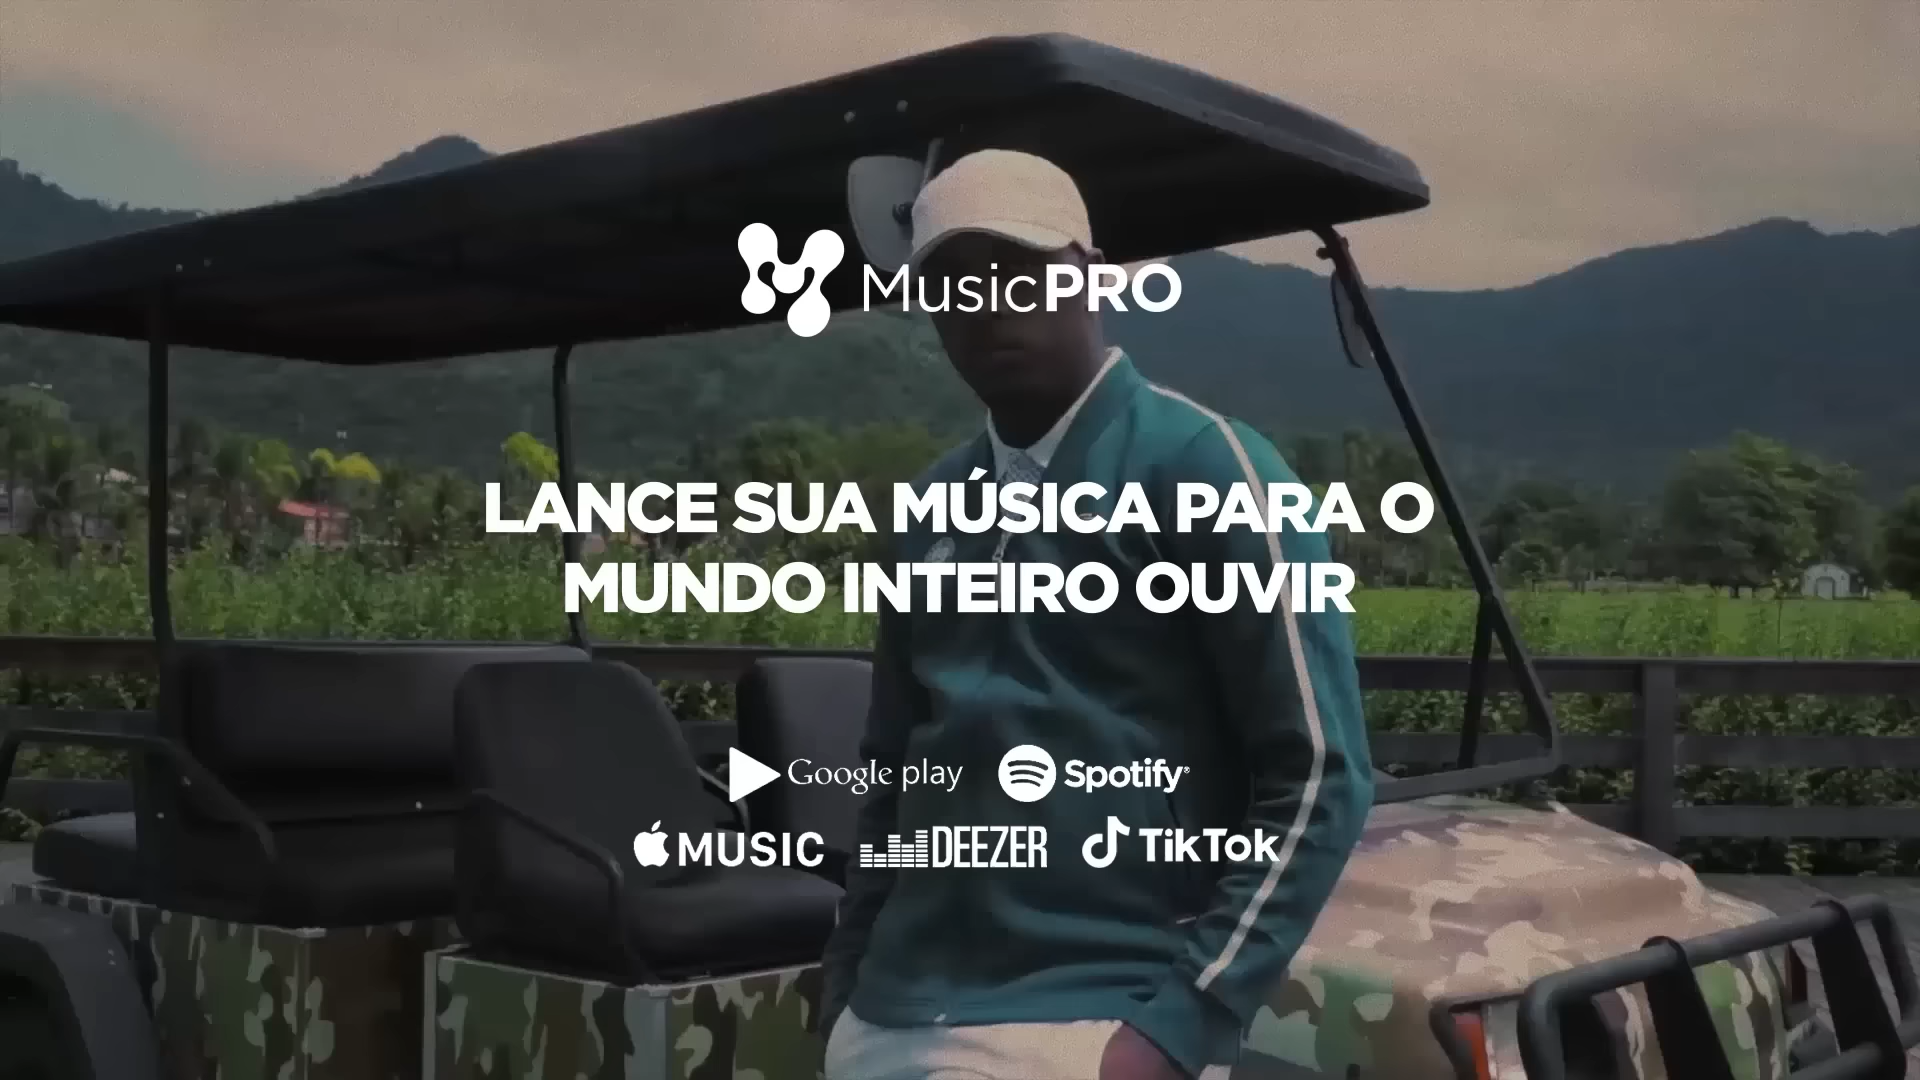 MusicPRO
LANCE SUA MÚSICA PARA O
MUNDO INTEIRO OUVIR
Google play Spotify
MUSIC DEEZER TikTok